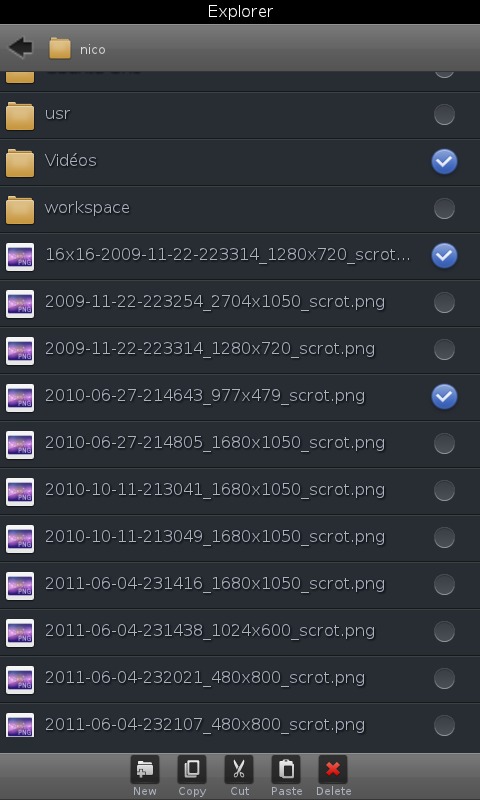 Explorer
nico
usr
Vidéos
workspace
16x16-2009-11-22-223314_1280x720_scrot...
2009-11-22-223254_2704x1050_scrot.png
2009-11-22-223314_1280x720_scrot.png
2010-06-27-214643_977x479_scrot.png
2010-06-27-214805_1680x1050_scrot.png
2010-10-11-213041_1680x1050_scrot.png
2010-10-11-213049_1680x1050_scrot.png
2011-06-04-231416_1680x1050_scrot.png
2011-06-04-231438_1024x600_scrot.png
2011-06-04-232021_480x800_scrot.png
2011-06-04-232107_480x800_scrot.png
New Copy Cut Paste Delete